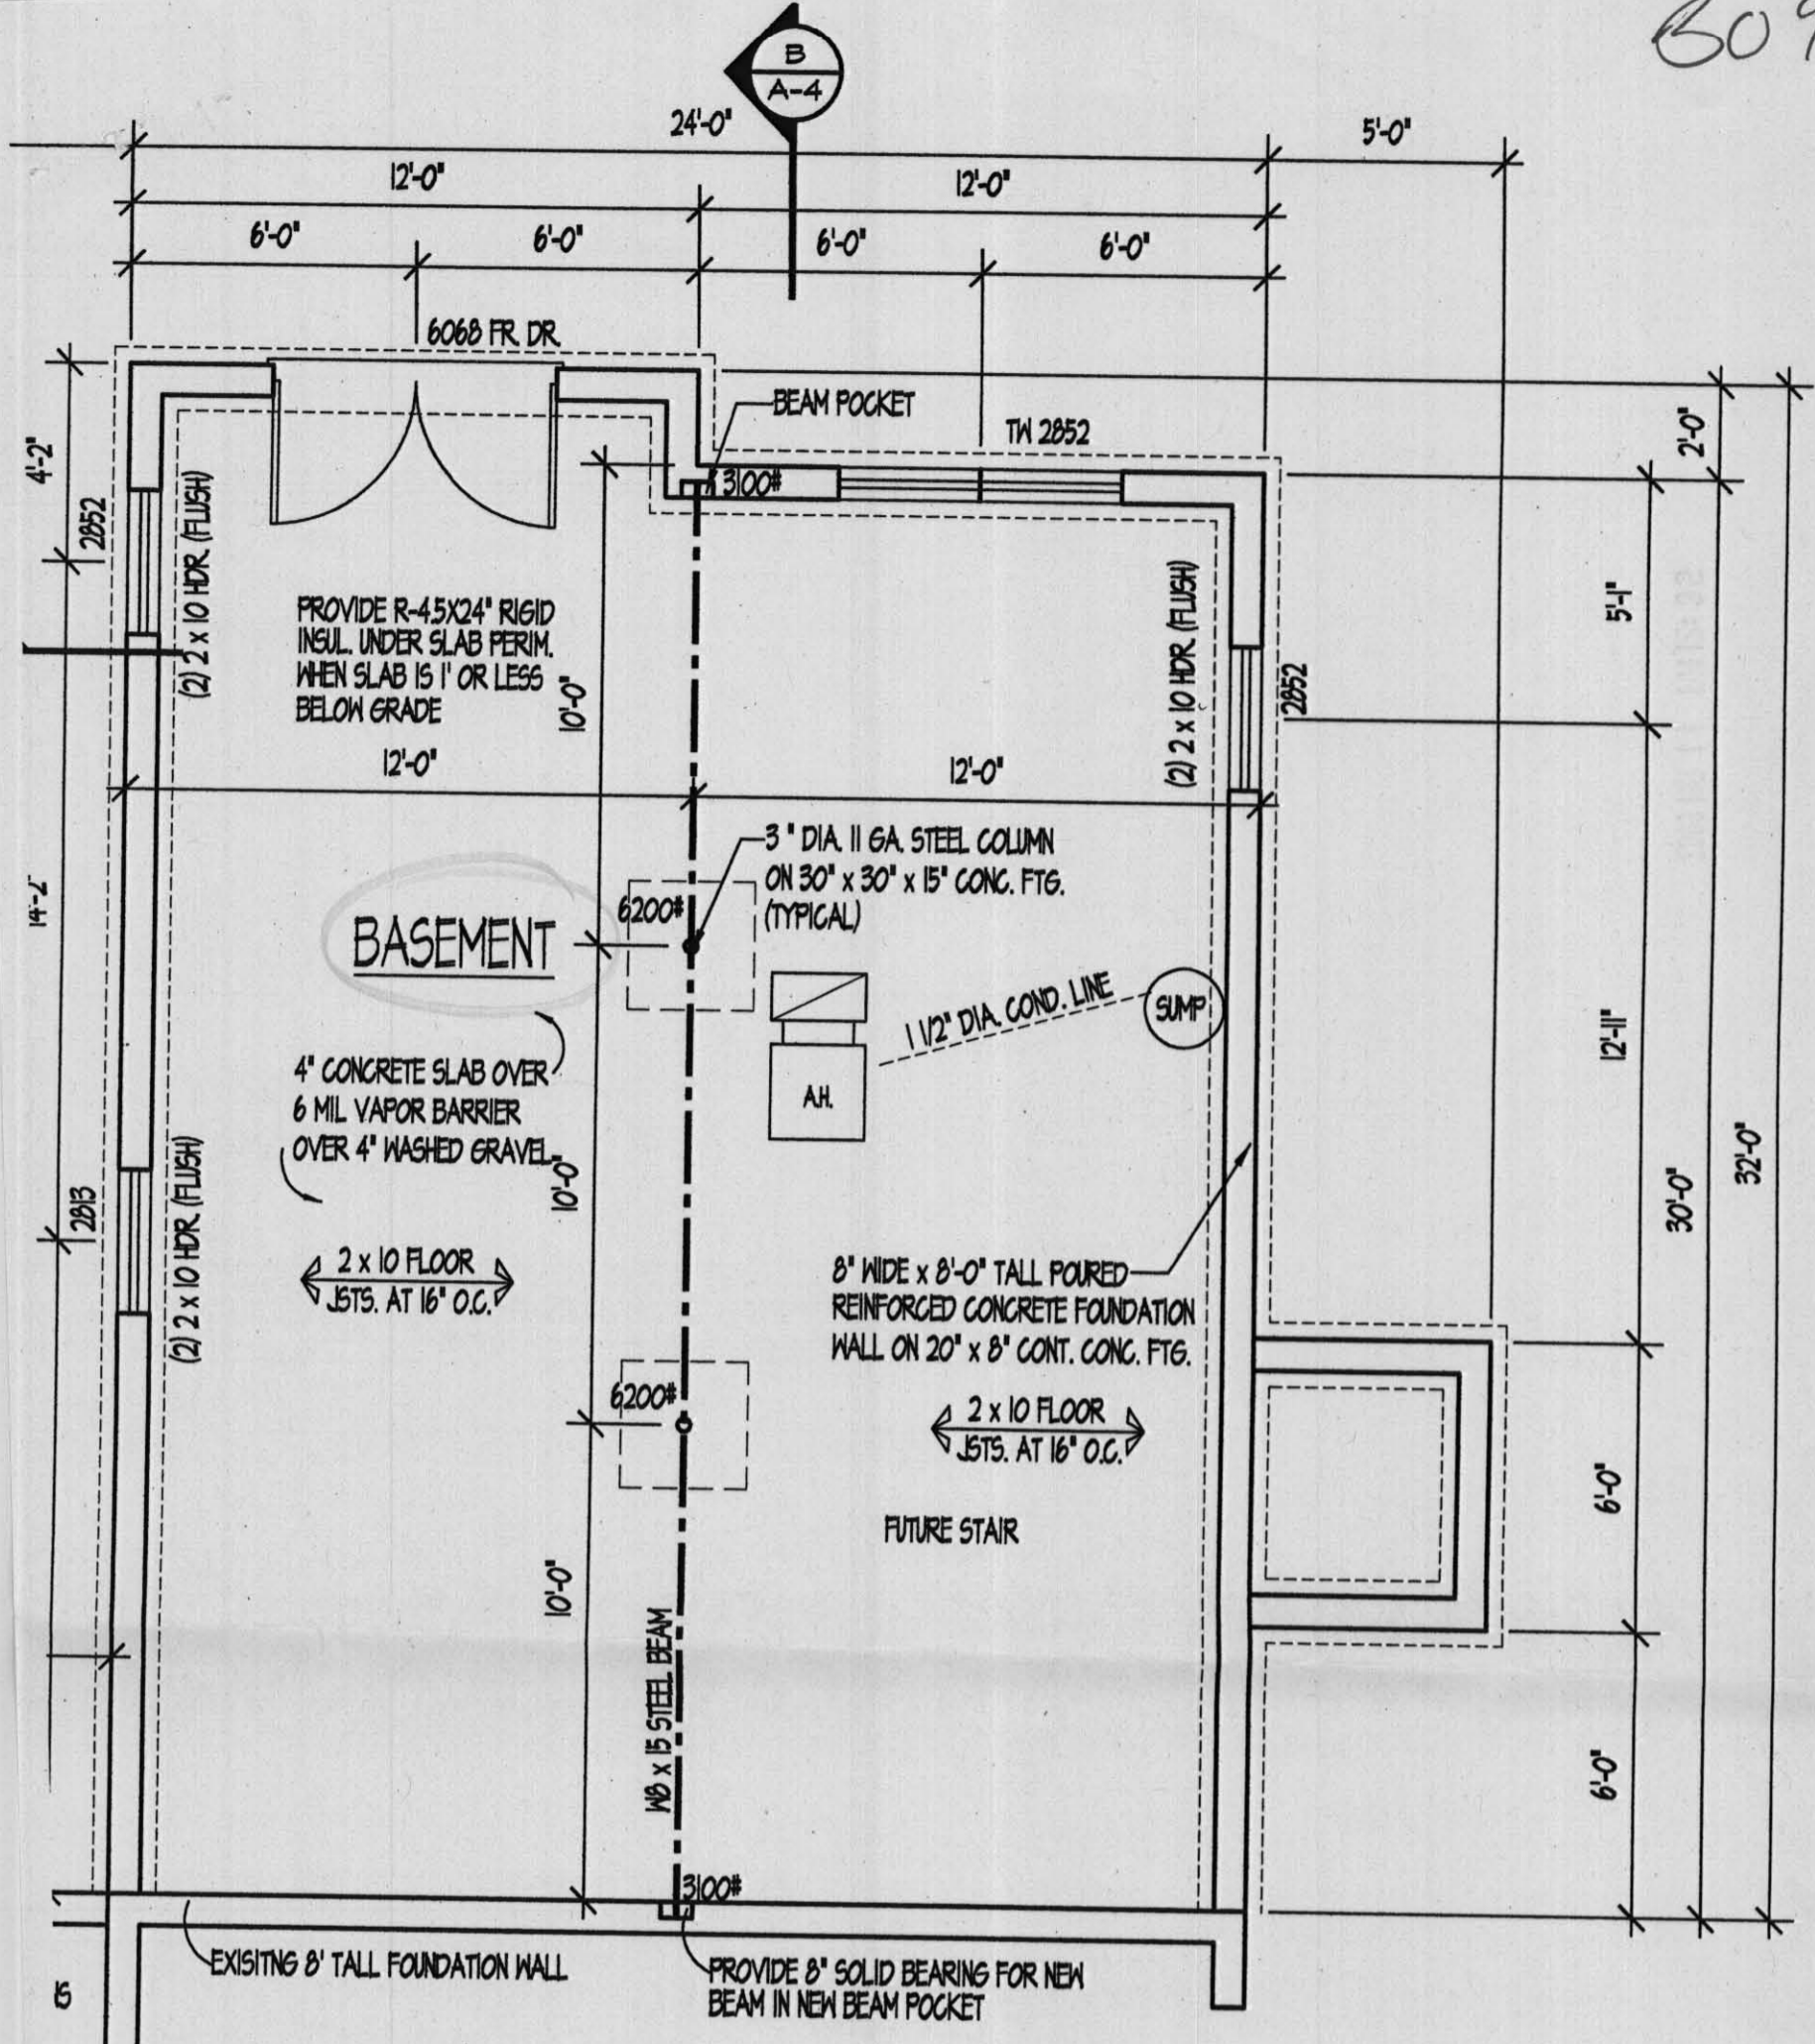 B
A-4
24'-0"
5'-0"
12'-0"
12'-0"
6'-0"
6'-0"
6'-0"
6'-0"
6068 FR. DR.
BEAM POCKET
TW 2852
3100#
4'-2"
2852
(2) 2 x 10 HDR. (FLUSH)
2'-0"
PROVIDE R-4.5X24" RIGID
INSUL. UNDER SLAB PERIM.
WHEN SLAB IS 1' OR LESS
BELOW GRADE
10'-0"
(2) 2 x 10 HDR. (FLUSH)
2852
5'-1"
12'-0"
12'-0"
3" DIA. 11 GA. STEEL COLUMN
ON 30" x 30" x 15" CONC. FTG.
(TYPICAL)
6200#
BASEMENT
1 1/2" DIA. COND. LINE
SUMP
A.H.
12'-11"
4" CONCRETE SLAB OVER
6 MIL VAPOR BARRIER
OVER 4" WASHED GRAVEL
10'-0"
2813
(2) 2 x 10 HDR. (FLUSH)
30'-0"
32'-0"
2 x 10 FLOOR
JSTS. AT 16" O.C.
8" WIDE x 8'-0" TALL POURED
REINFORCED CONCRETE FOUNDATION
WALL ON 20" x 8" CONT. CONC. FTG.
6200#
2 x 10 FLOOR
JSTS. AT 16" O.C.
6'-0"
FUTURE STAIR
10'-0"
W8 x 15 STEEL BEAM
6'-0"
3100#
EXISITNG 8' TALL FOUNDATION WALL
PROVIDE 8" SOLID BEARING FOR NEW
BEAM IN NEW BEAM POCKET